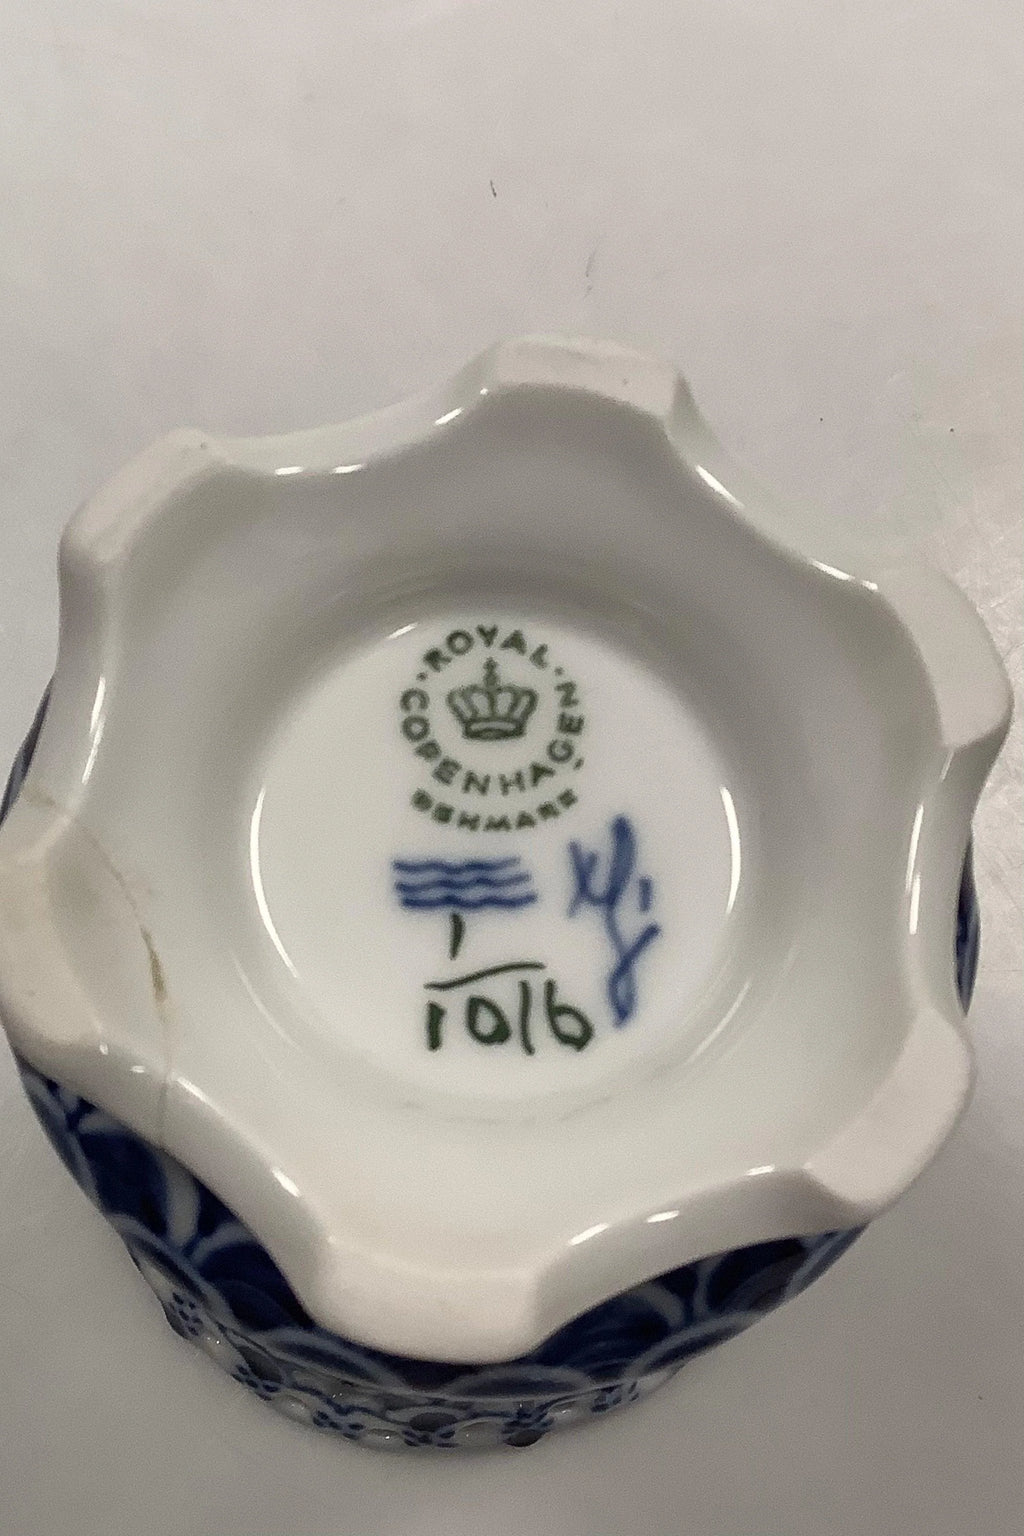 ROYAL
COPENHAGEN
DENMARK
1
1016